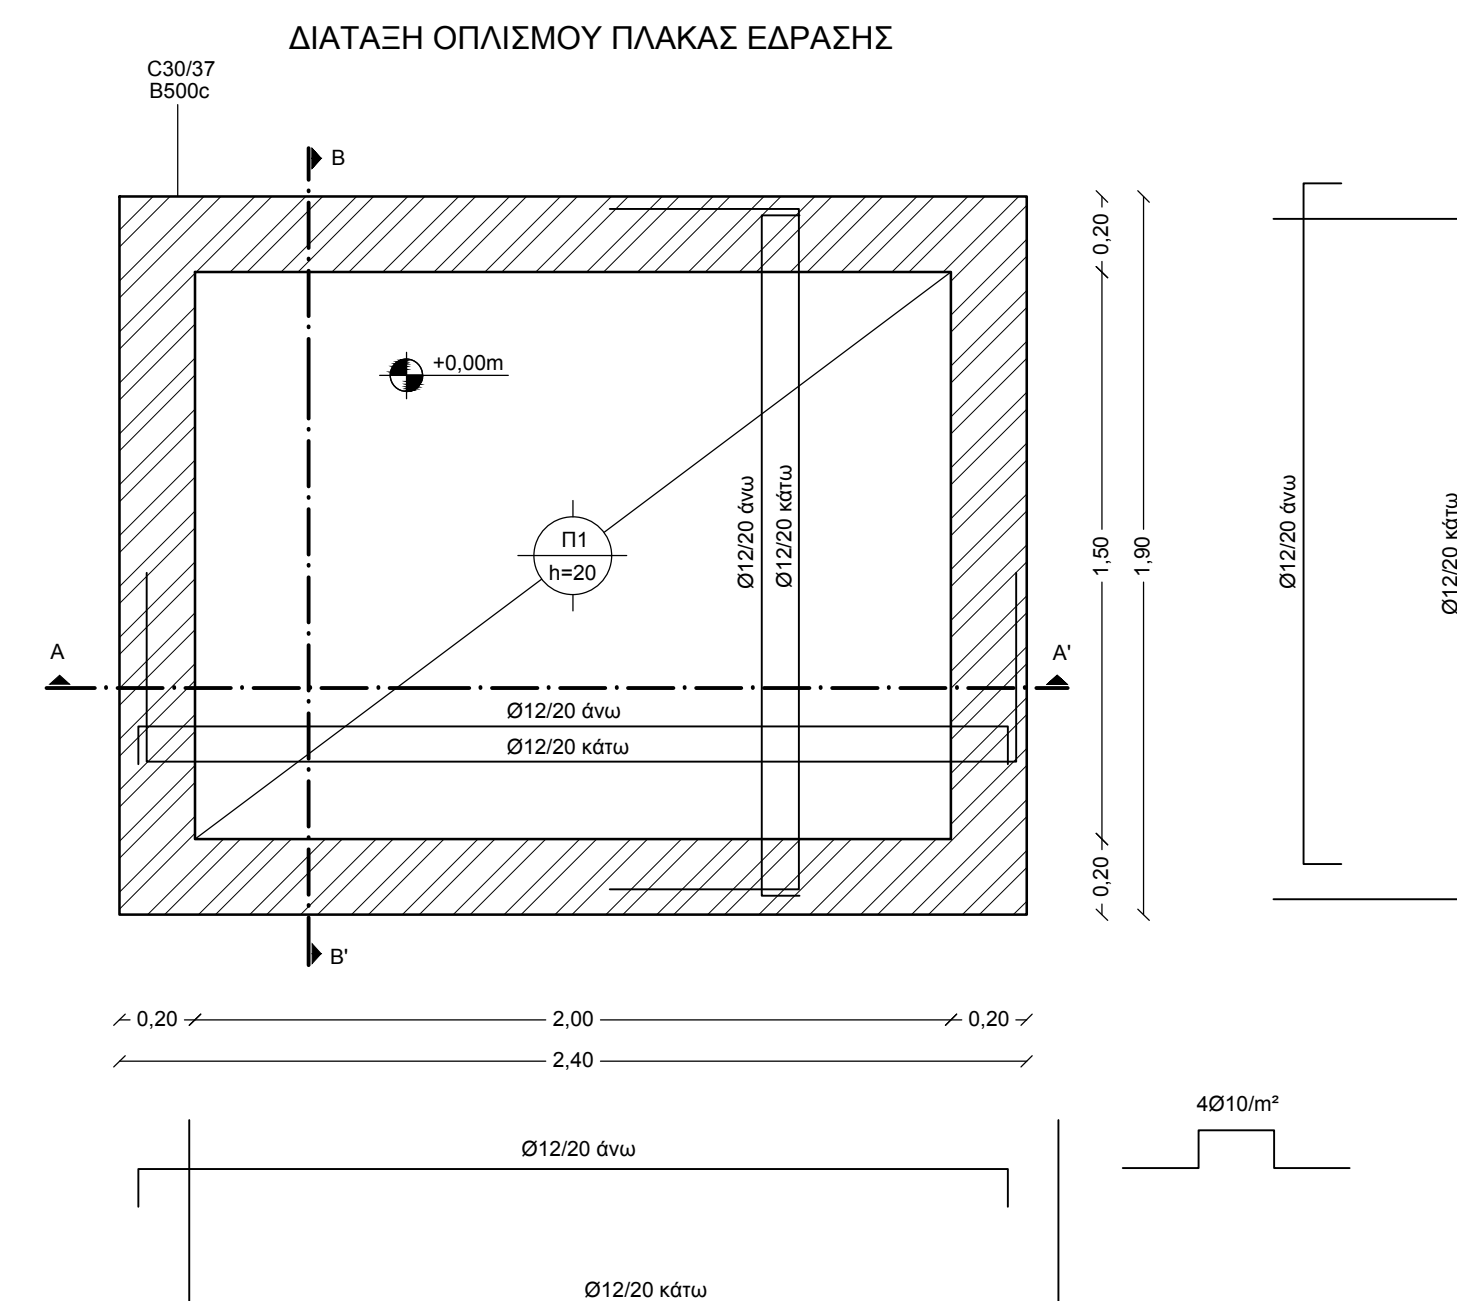 ΔΙΑΤΑΞΗ ΟΠΛΙΣΜΟΥ ΠΛΑΚΑΣ ΕΔΡΑΣΗΣ
C30/37
B500c
B
0,20
+0,00m
Ø12/20 άνω
Ø12/20 κάτω
Π1
h=20
1,50
1,90
Ø12/20 άνω
Ø12/20 κάτω
A
A'
Ø12/20 άνω
Ø12/20 κάτω
0,20
B'
0,20
2,00
0,20
2,40
4Ø10/m²
Ø12/20 άνω
Ø12/20 κάτω